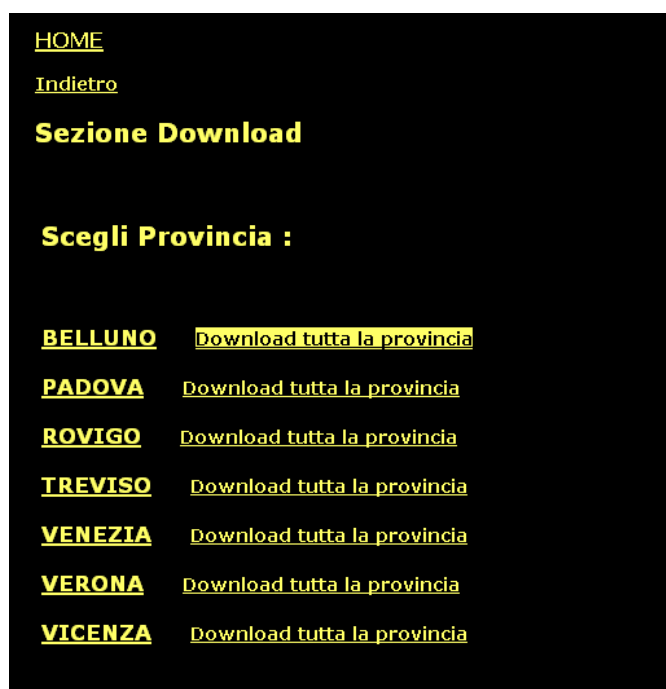 HOME
Indietro
Sezione Download
Scegli Provincia :
BELLUNO Download tutta la provincia
PADOVA Download tutta la provincia
ROVIGO Download tutta la provincia
TREVISO Download tutta la provincia
VENEZIA Download tutta la provincia
VERONA Download tutta la provincia
VICENZA Download tutta la provincia